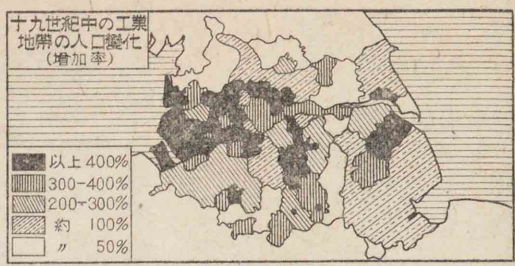 十九世紀中の工業
地帶の人口變化
(増加率)
以上 400%
300-400%
200-300%
約 100%
〃 50%